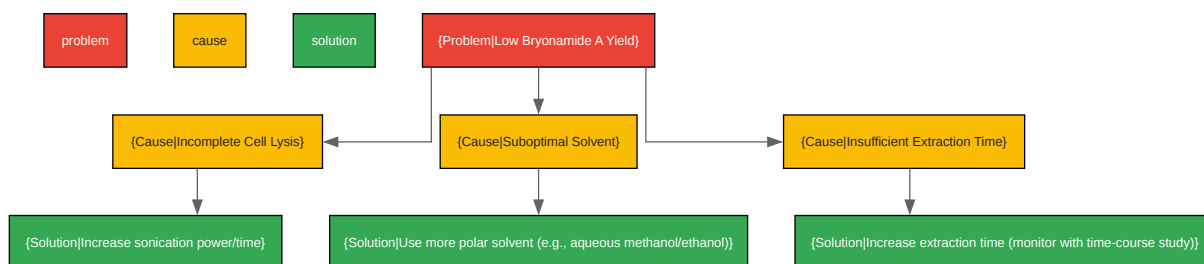 problem
cause
solution
{Problem|Low Bryonamide A Yield}
{Cause|Incomplete Cell Lysis}
{Cause|Suboptimal Solvent}
{Cause|Insufficient Extraction Time}
{Solution|Increase sonication power/time}
{Solution|Use more polar solvent (e.g., aqueous methanol/ethanol)}
{Solution|Increase extraction time (monitor with time-course study)}